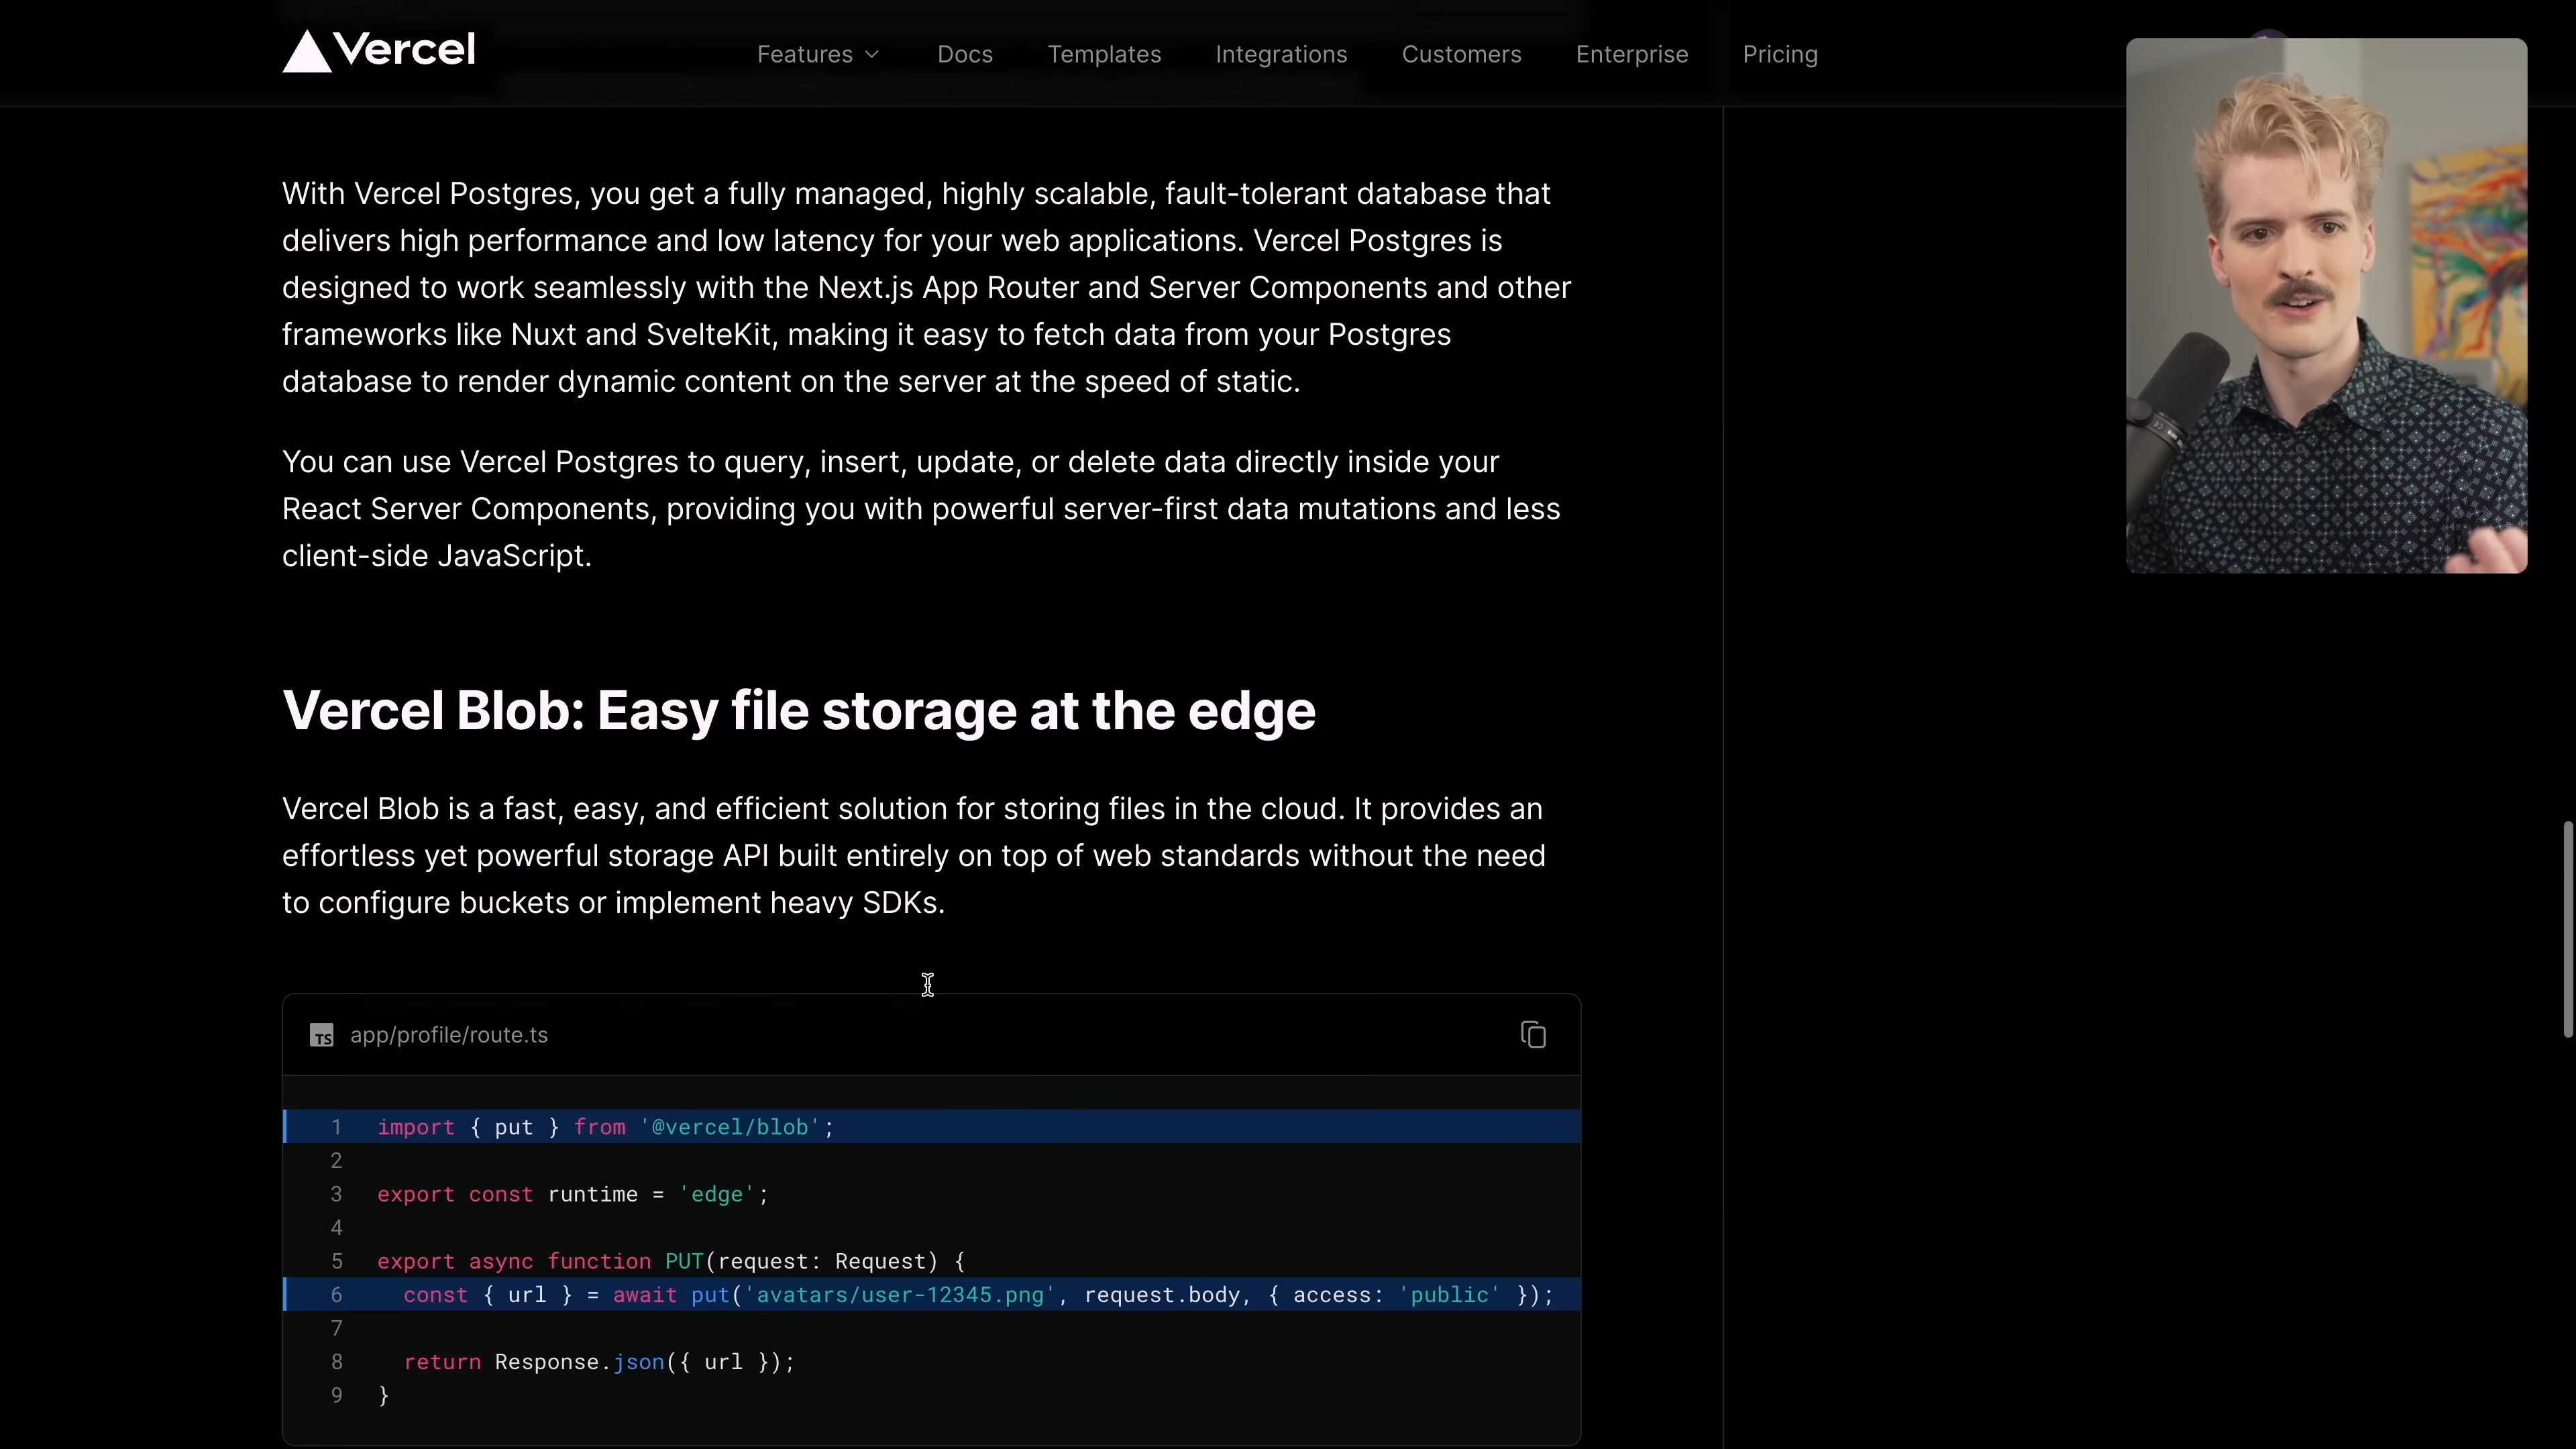 Vercel
Features
Docs
Templates
Integrations
Customers
Enterprise
Pricing
With Vercel Postgres, you get a fully managed, highly scalable, fault-tolerant database that
delivers high performance and low latency for your web applications. Vercel Postgres is
designed to work seamlessly with the Next.js App Router and Server Components and other
frameworks like Nuxt and SvelteKit, making it easy to fetch data from your Postgres
database to render dynamic content on the server at the speed of static.
You can use Vercel Postgres to query, insert, update, or delete data directly inside your
React Server Components, providing you with powerful server-first data mutations and less
client-side JavaScript.
Vercel Blob: Easy file storage at the edge
Vercel Blob is a fast, easy, and efficient solution for storing files in the cloud. It provides an
effortless yet powerful storage API built entirely on top of web standards without the need
to configure buckets or implement heavy SDKs.
TS app/profile/route.ts
1 import { put } from '@vercel/blob';
2
3 export const runtime = 'edge';
4
5 export async function PUT(request: Request) {
6 const { url } = await put('avatars/user-12345.png', request.body, { access: 'public' });
7
8 return Response.json({ url });
9 }